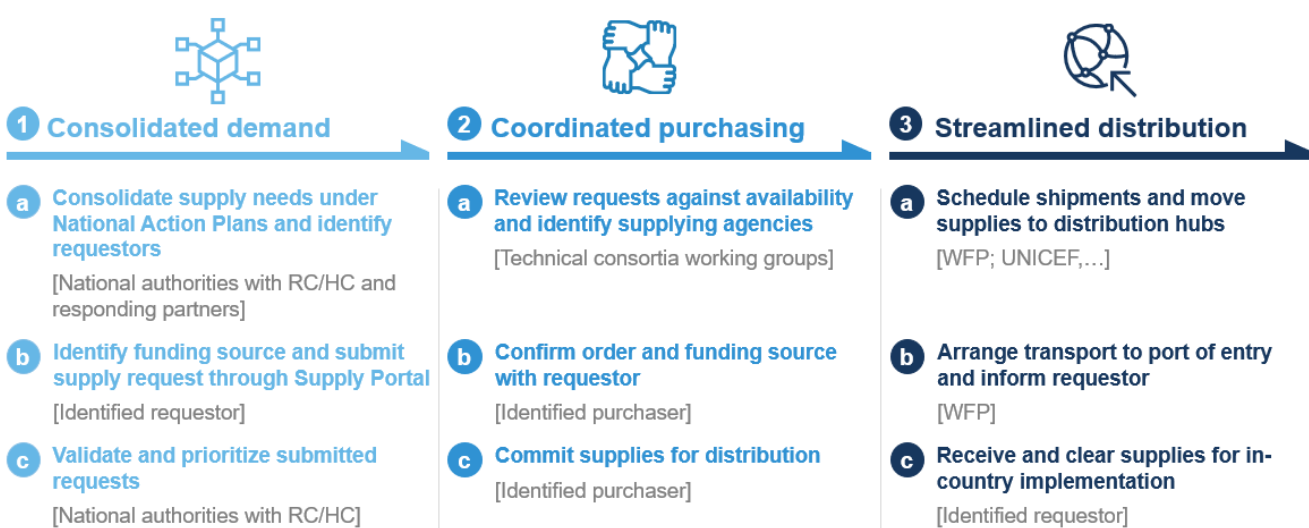 1 Consolidated demand
a Consolidate supply needs under
National Action Plans and identify
requestors
[National authorities with RC/HC and
responding partners]
b Identify funding source and submit
supply request through Supply Portal
[Identified requestor]
c Validate and prioritize submitted
requests
[National authorities with RC/HC]
2 Coordinated purchasing
a Review requests against availability
and identify supplying agencies
[Technical consortia working groups]
b Confirm order and funding source
with requestor
[Identified purchaser]
c Commit supplies for distribution
[Identified purchaser]
3 Streamlined distribution
a Schedule shipments and move
supplies to distribution hubs
[WFP; UNICEF,…]
b Arrange transport to port of entry
and inform requestor
[WFP]
c Receive and clear supplies for in-
country implementation
[Identified requestor]